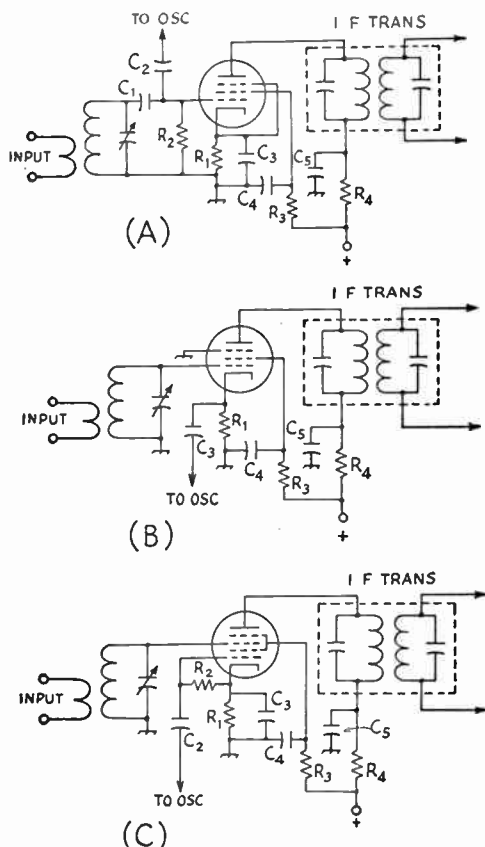 TO OSC
I F TRANS
C2
C1
R2
INPUT
R1
C3
C4
C5
R3
R4
+
(A)
I F TRANS
INPUT
R1
C3
C4
C5
R3
R4
TO OSC
+
(B)
I F TRANS
INPUT
R2
R1
C3
C2
C4
C5
R3
R4
TO OSC
+
(C)